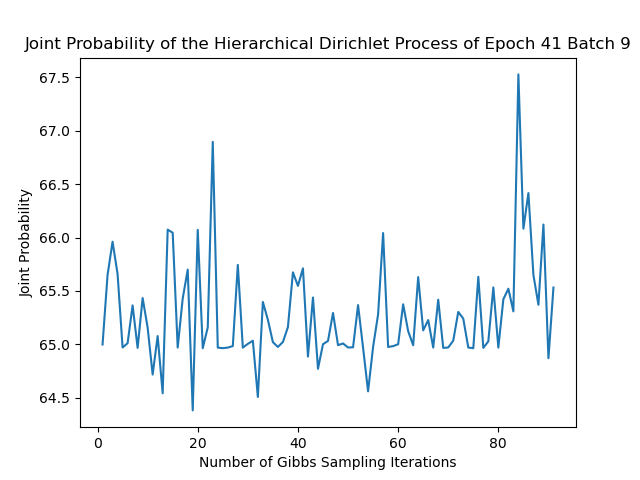 Joint Probability of the Hierarchical Dirichlet Process of Epoch 41 Batch 9
67.5
67.0
66.5
66.0
65.5
65.0
64.5
Joint Probability
0 20 40 60 80
Number of Gibbs Sampling Iterations